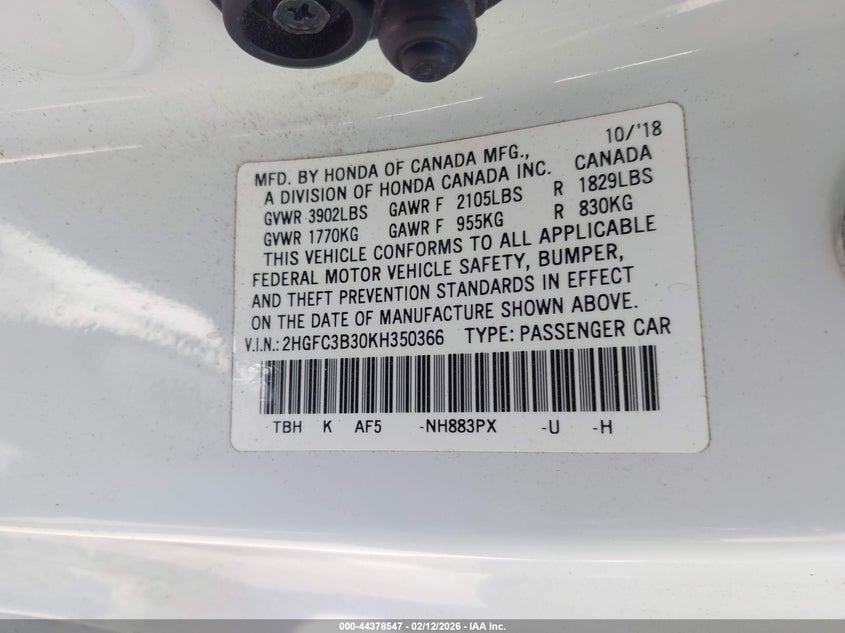 10/'18
MFD. BY HONDA OF CANADA MFG., CANADA
A DIVISION OF HONDA CANADA INC.
GVWR 3902LBS GAWR F 2105LBS R 1829LBS
GVWR 1770KG GAWR F 955KG R 830KG
THIS VEHICLE CONFORMS TO ALL APPLICABLE
FEDERAL MOTOR VEHICLE SAFETY, BUMPER,
AND THEFT PREVENTION STANDARDS IN EFFECT
ON THE DATE OF MANUFACTURE SHOWN ABOVE.
V.I.N.: 2HGFC3B30KH350366 TYPE: PASSENGER CAR
TBH K AF5 -NH883PX -U -H
000-44378547 - 02/12/2026 - IAA Inc.